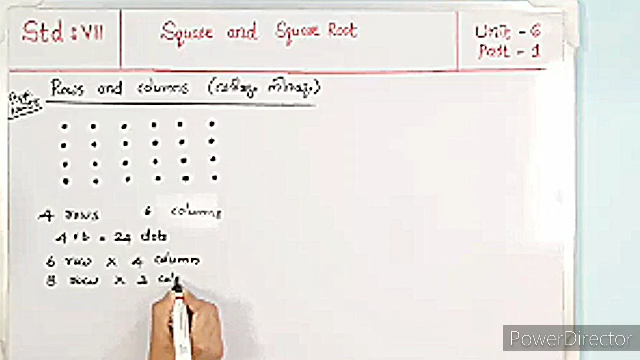 Std : VII
Square and Square Root
Unit - 6
Part - 1
Rows and columns
4 rows 6 columns
4 × 6 = 24 dots
6 row × 4 column
8 row × 3 col
PowerDirector